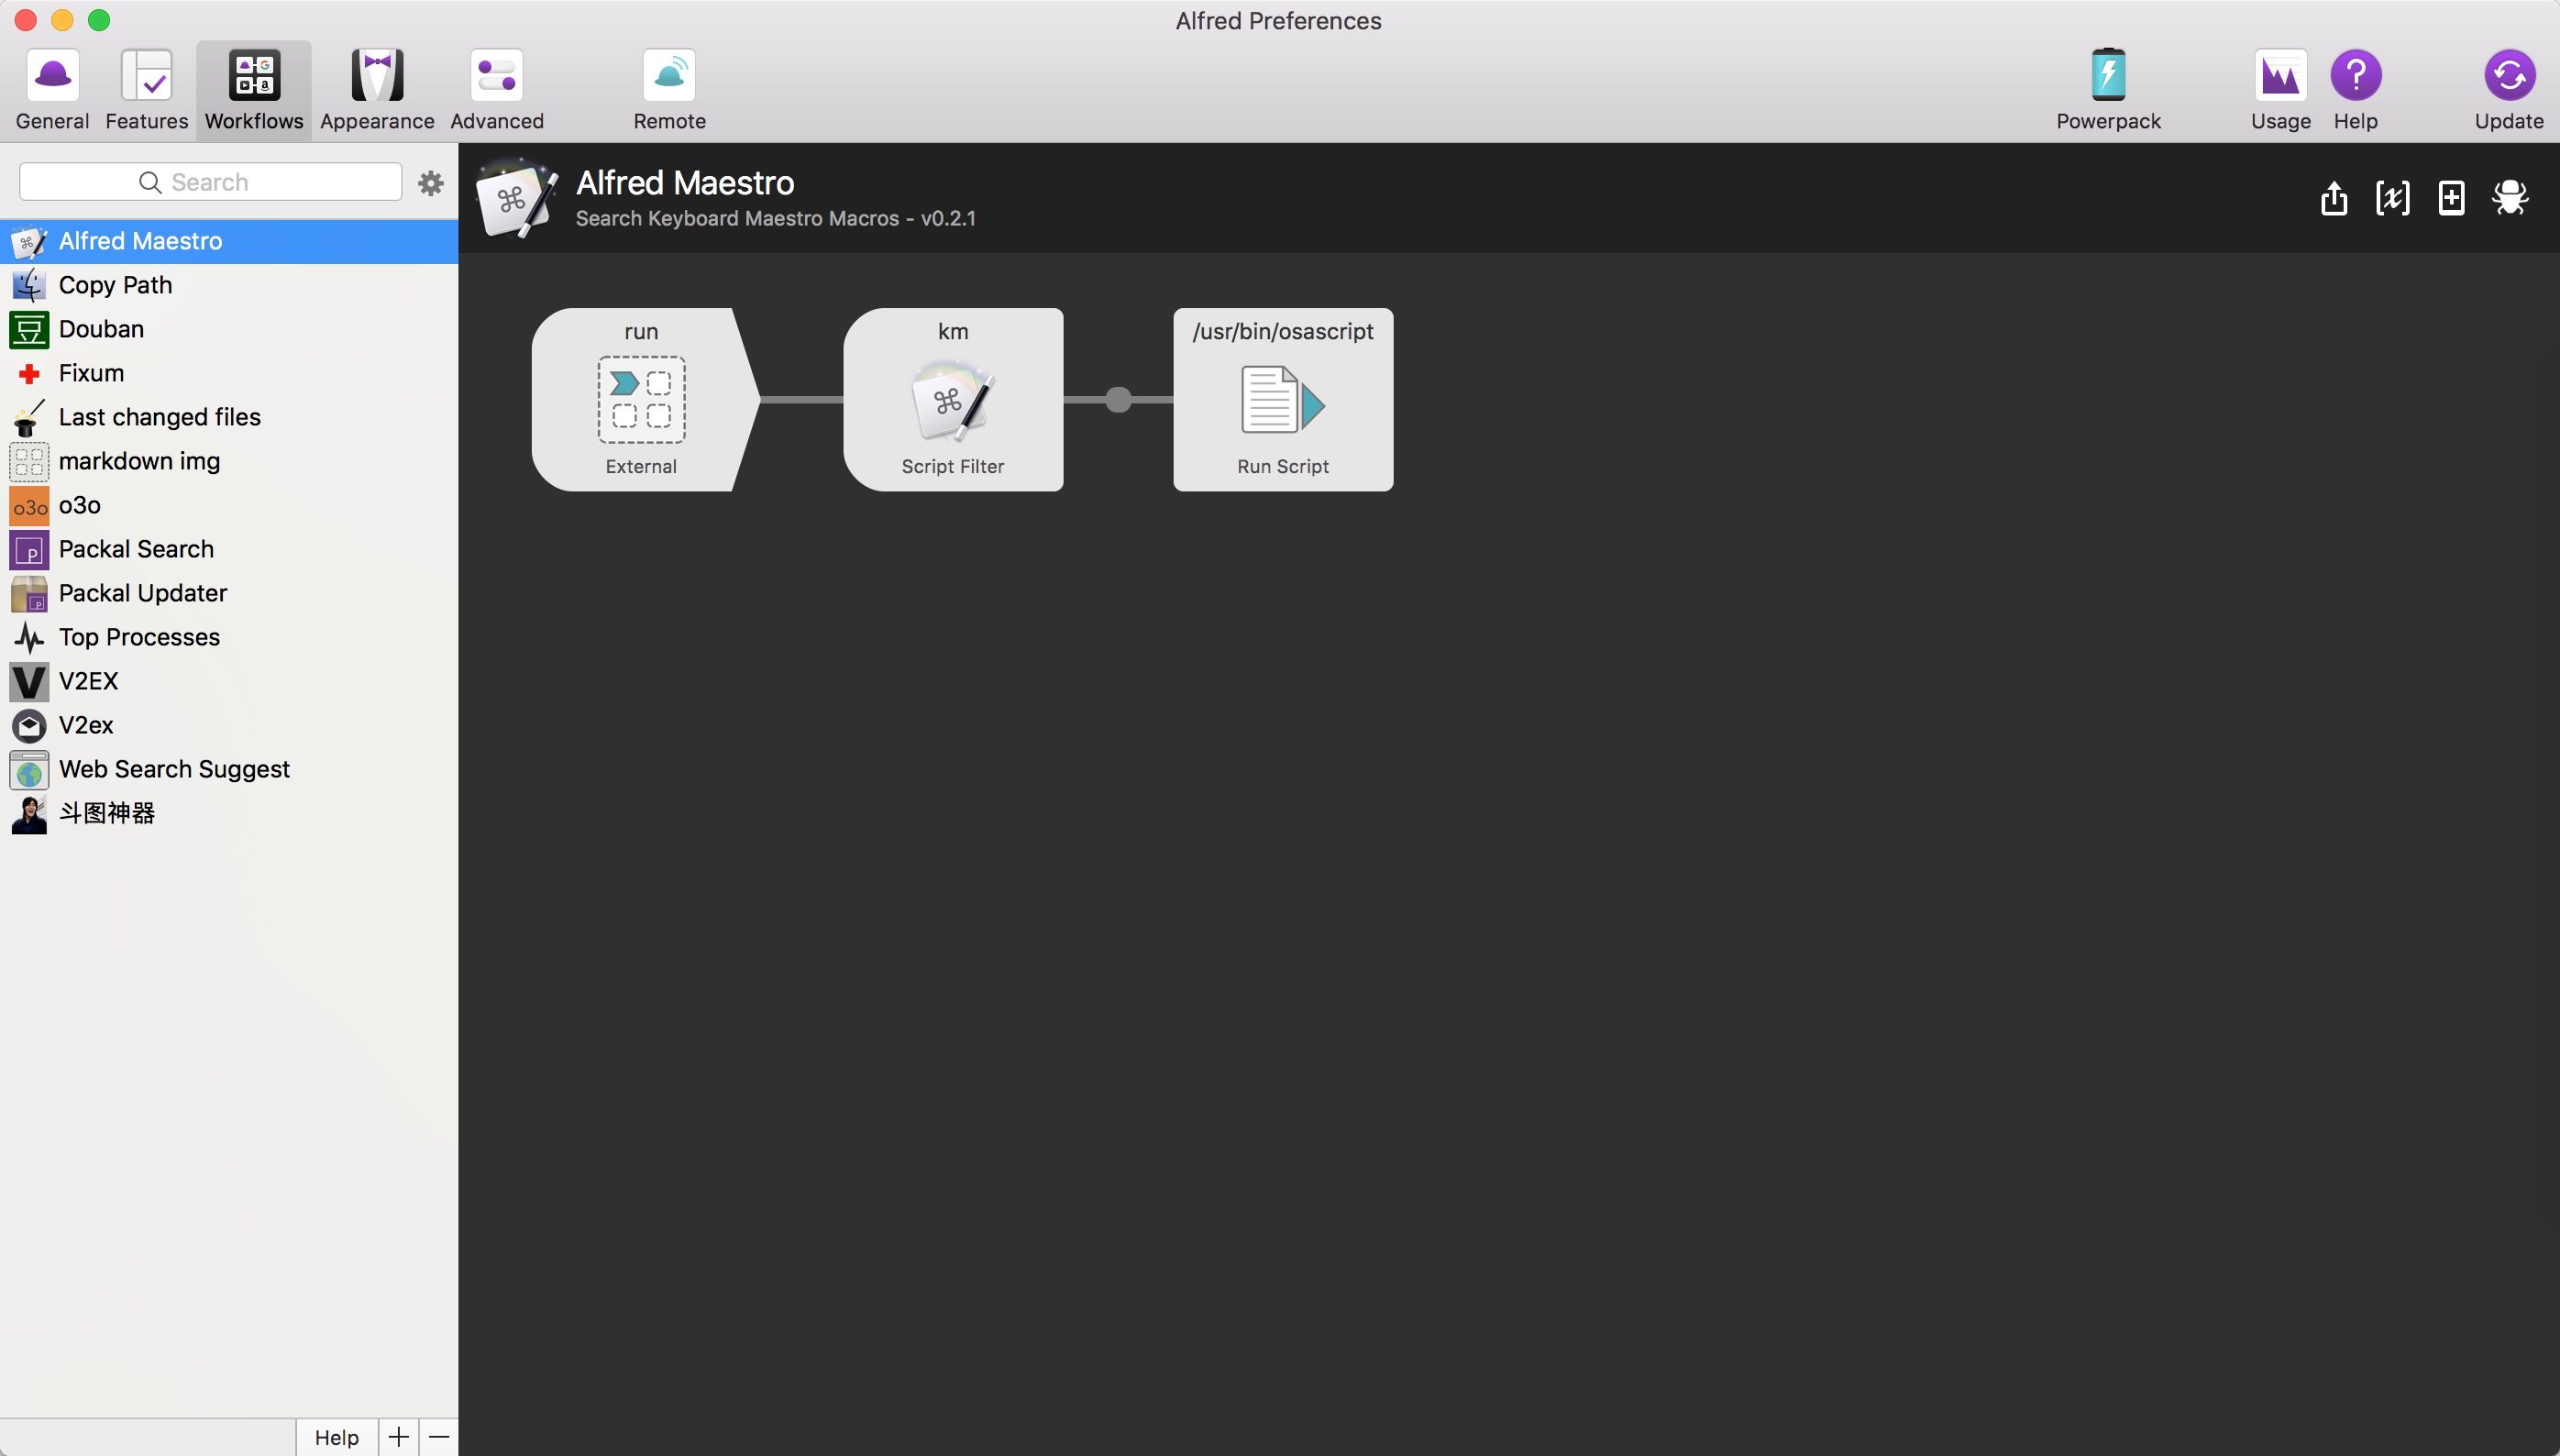 Alfred Preferences
General Features Workflows Appearance Advanced Remote Powerpack Usage Help Update
Search
Alfred Maestro
Copy Path
豆 Douban
Fixum
Last changed files
markdown img
o3o o3o
P Packal Search
P Packal Updater
Top Processes
V V2EX
V2ex
Web Search Suggest
斗图神器
Help + −
Alfred Maestro
Search Keyboard Maestro Macros - v0.2.1
run
External
km
Script Filter
/usr/bin/osascript
Run Script